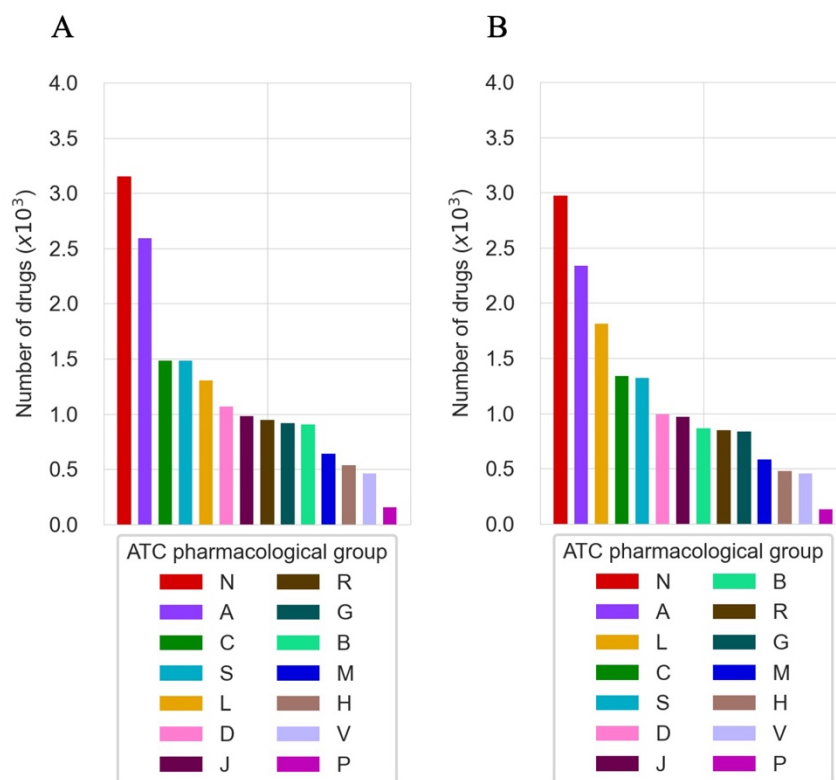 A
Number of drugs (x10³)
4.0
3.5
3.0
2.5
2.0
1.5
1.0
0.5
0.0
ATC pharmacological group
N R
A G
C B
S M
L H
D V
J P
B
Number of drugs (x10³)
4.0
3.5
3.0
2.5
2.0
1.5
1.0
0.5
0.0
ATC pharmacological group
N B
A R
L G
C M
S H
D V
J P